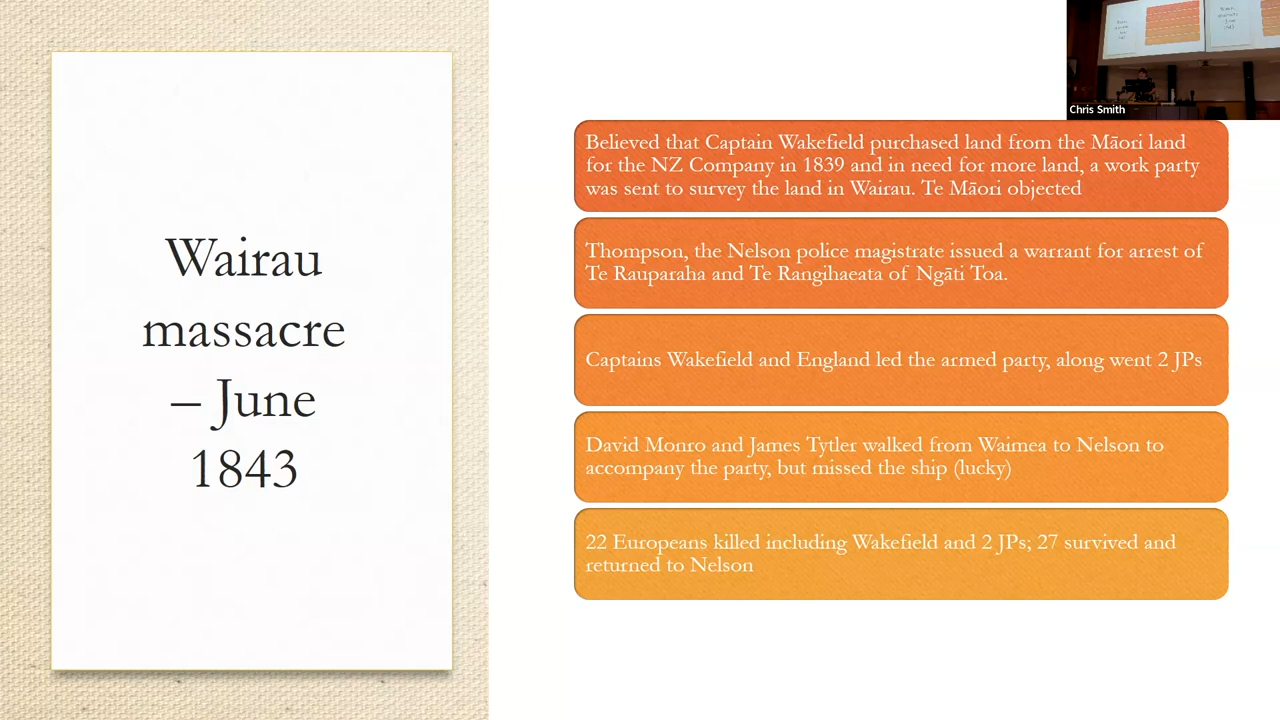 Wairau
massacre
– June
1843
Chris Smith
Believed that Captain Wakefield purchased land from the Māori land
for the NZ Company in 1839 and in need for more land, a work party
was sent to survey the land in Wairau. Te Māori objected
Thompson, the Nelson police magistrate issued a warrant for arrest of
Te Rauparaha and Te Rangihaeata of Ngāti Toa.
Captains Wakefield and England led the armed party, along went 2 JPs
David Monro and James Tytler walked from Waimea to Nelson to
accompany the party, but missed the ship (lucky)
22 Europeans killed including Wakefield and 2 JPs; 27 survived and
returned to Nelson